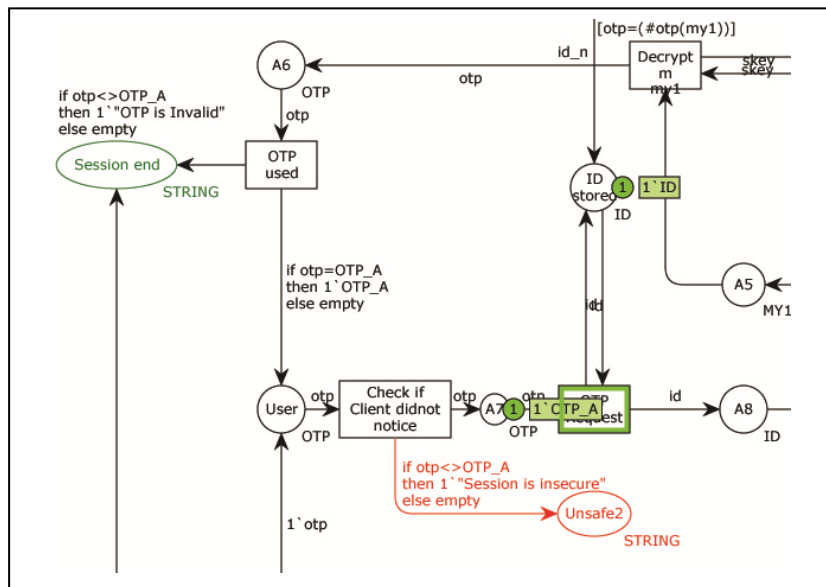 [otp=(#otp(my1))]
id_n
Decrypt
m
my1
skey
skey
A6
OTP
otp
otp
if otp<>OTP_A
then 1`"OTP is Invalid"
else empty
Session end
STRING
OTP
used
ID
stored
1
1`ID
ID
A5
MY1
if otp=OTP_A
then 1`OTP_A
else empty
id
id
User
OTP
otp
Check if
Client didnot
notice
otp
A7
1
OTP
otp
1`OTP_A
id
A8
ID
if otp<>OTP_A
then 1`"Session is insecure"
else empty
Unsafe2
STRING
1`otp